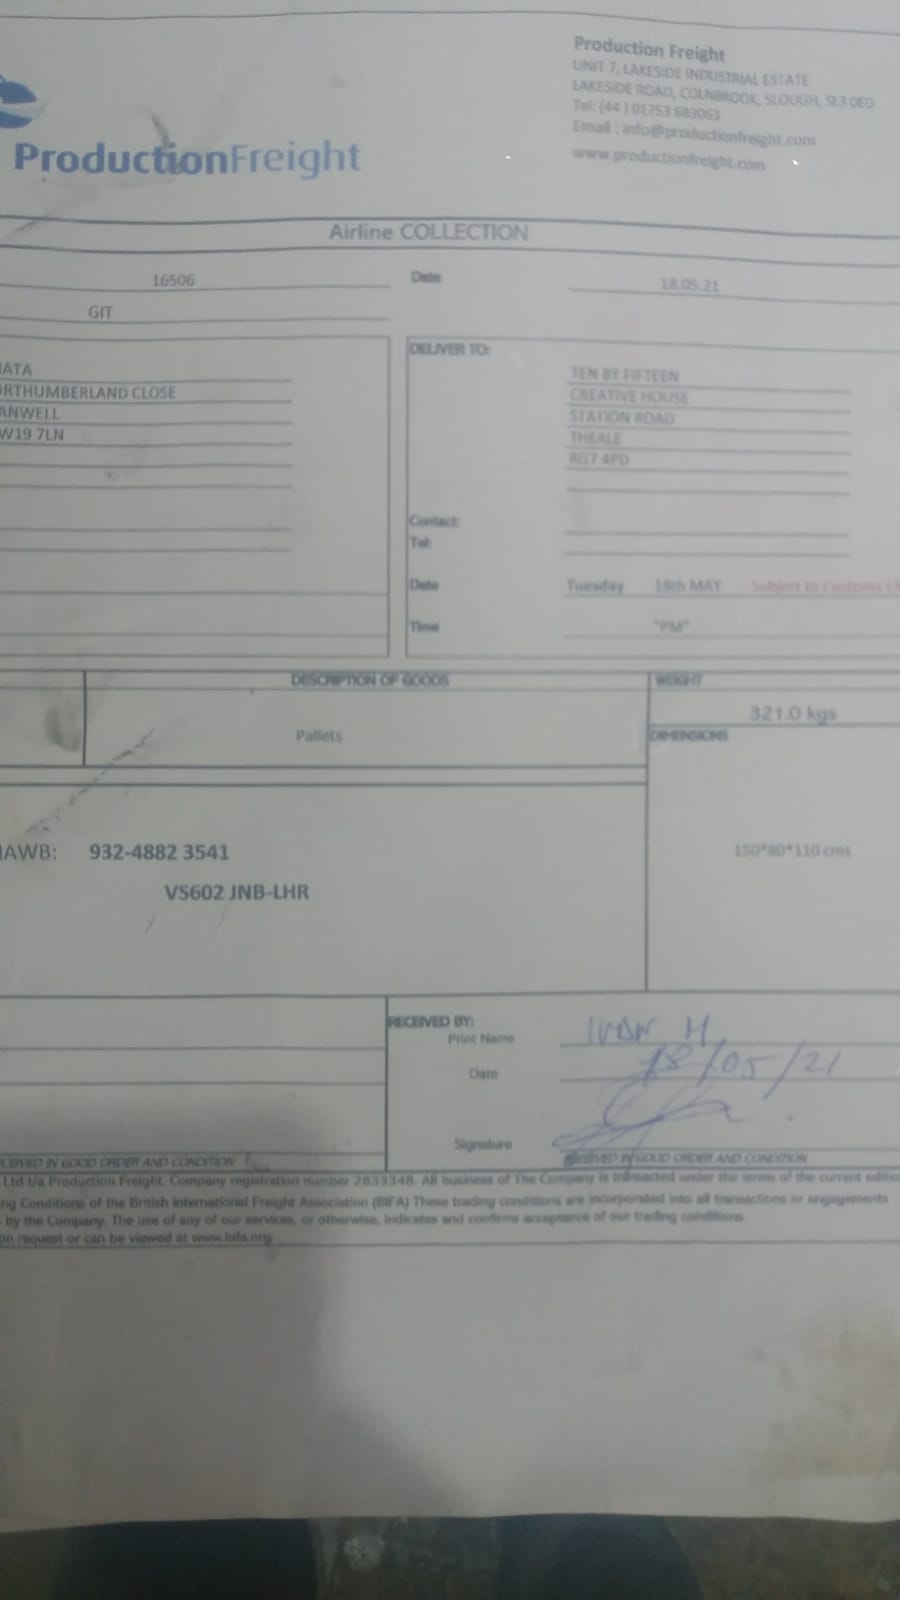 Production Freight
UNIT 7, LAKESIDE INDUSTRIAL ESTATE
LAKESIDE ROAD, COLNBROOK, SLOUGH, SL3 0ED
Tel: (44 ) 01753 683063
Email : info@productionfreight.com
www.productionfreight.com
ProductionFreight
Airline COLLECTION
16506
Date
18.05.21
GIT
DELIVER TO:
ATA
RTHUMBERLAND CLOSE
ANWELL
W19 7LN
TEN BY FIFTEEN
CREATIVE HOUSE
STATION ROAD
THEALE
RG7 4PD
Contact:
Tel:
Date
Tuesday 18th MAY : Subject to Customs
Time
"PM"
DESCRIPTION OF GOODS
WEIGHT
321.0 kgs
Pallets
DIMENSIONS
AWB: 932-4882 3541
150*80*110 cms
VS602 JNB-LHR
RECEIVED BY:
Print Name
IVAN H
Date
18/05/21
Signature
CEIVED IN GOOD ORDER AND CONDITION
RECEIVED IN GOOD ORDER AND CONDITION
Ltd t/a Production Freight. Company registration number 2833348. All business of The Company is transacted under the terms of the current editio
ng Conditions of the British International Freight Association (BIFA) These trading conditions are incorporated into all transactions or engagements
by the Company. The use of any of our services, or otherwise, indicates and confirms acceptance of our trading conditions.
on request or can be viewed at www.bifa.org